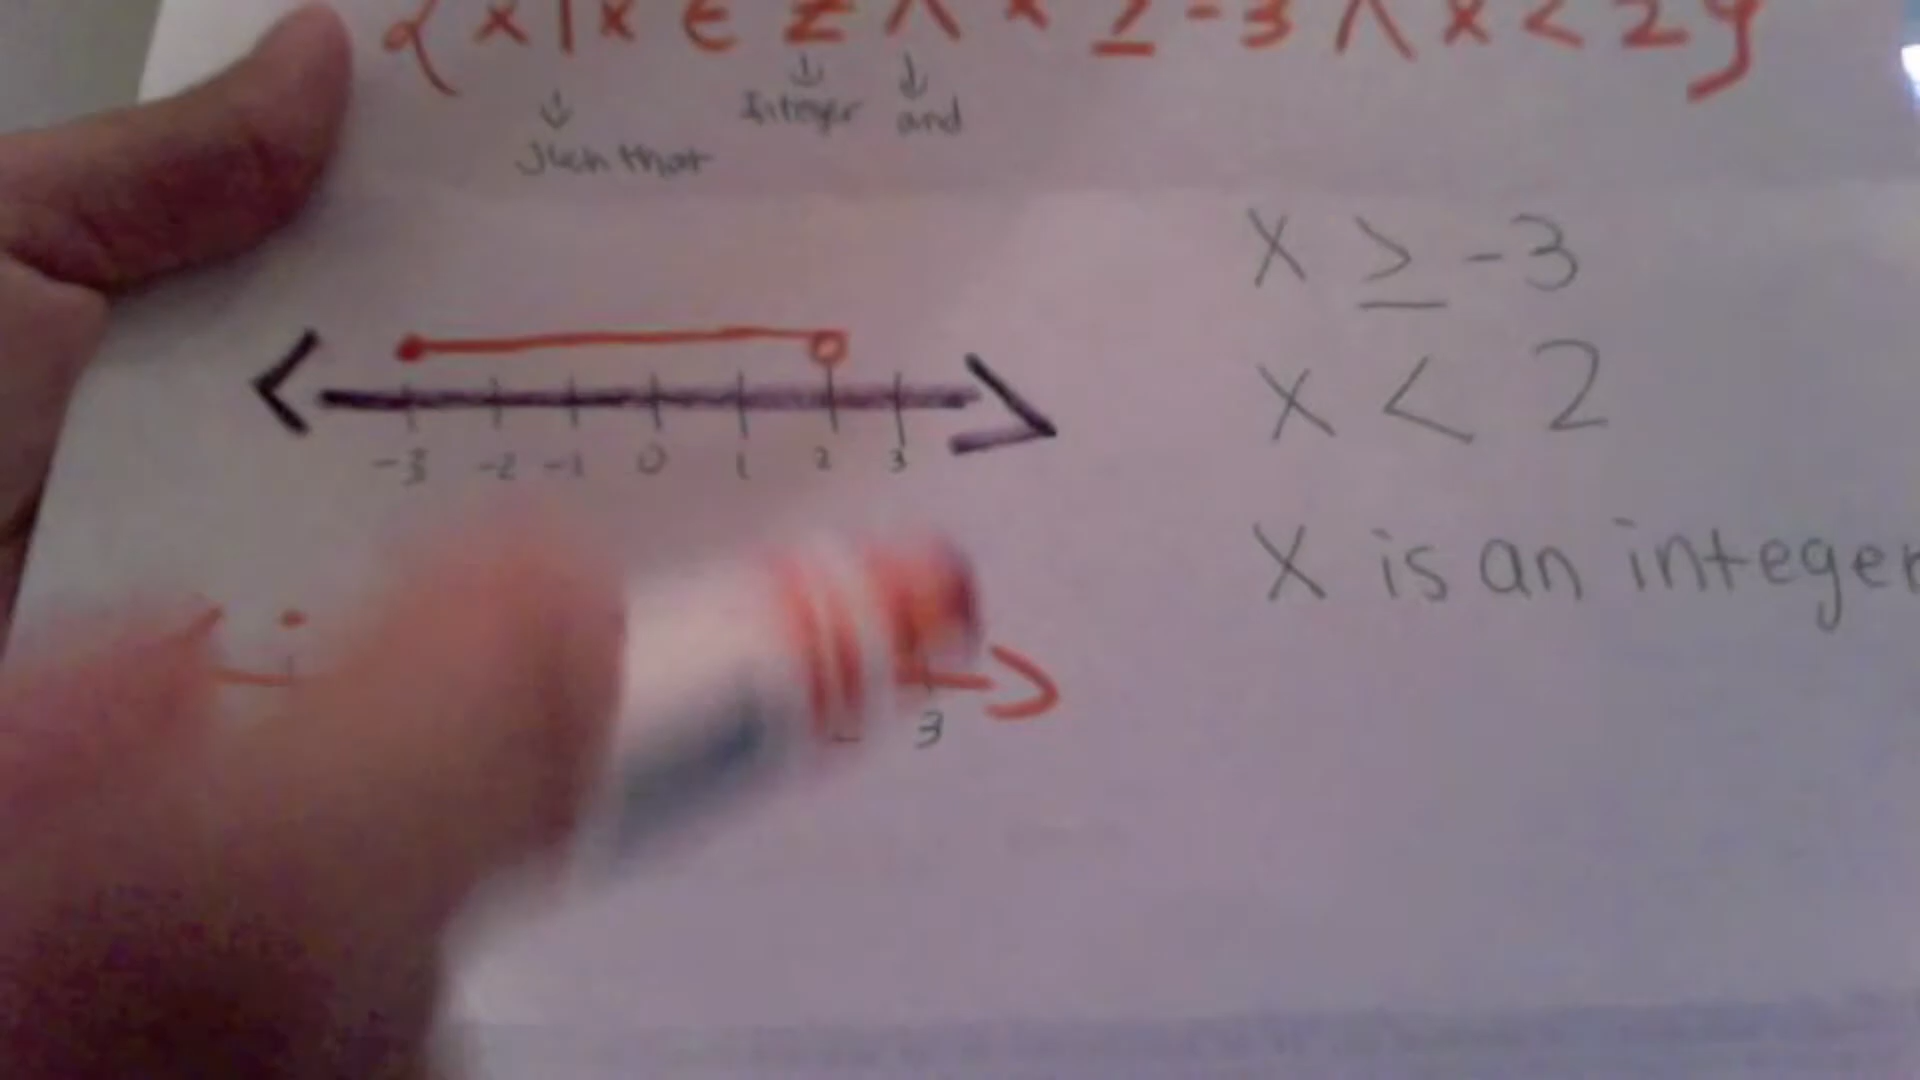 {x|x ∈ Z ∧ x ≥ -3 ∧ x < 2}
Integer and
Such that
x ≥ -3
-3 -2 -1 0 1 2 3
x < 2
x is an integer
3